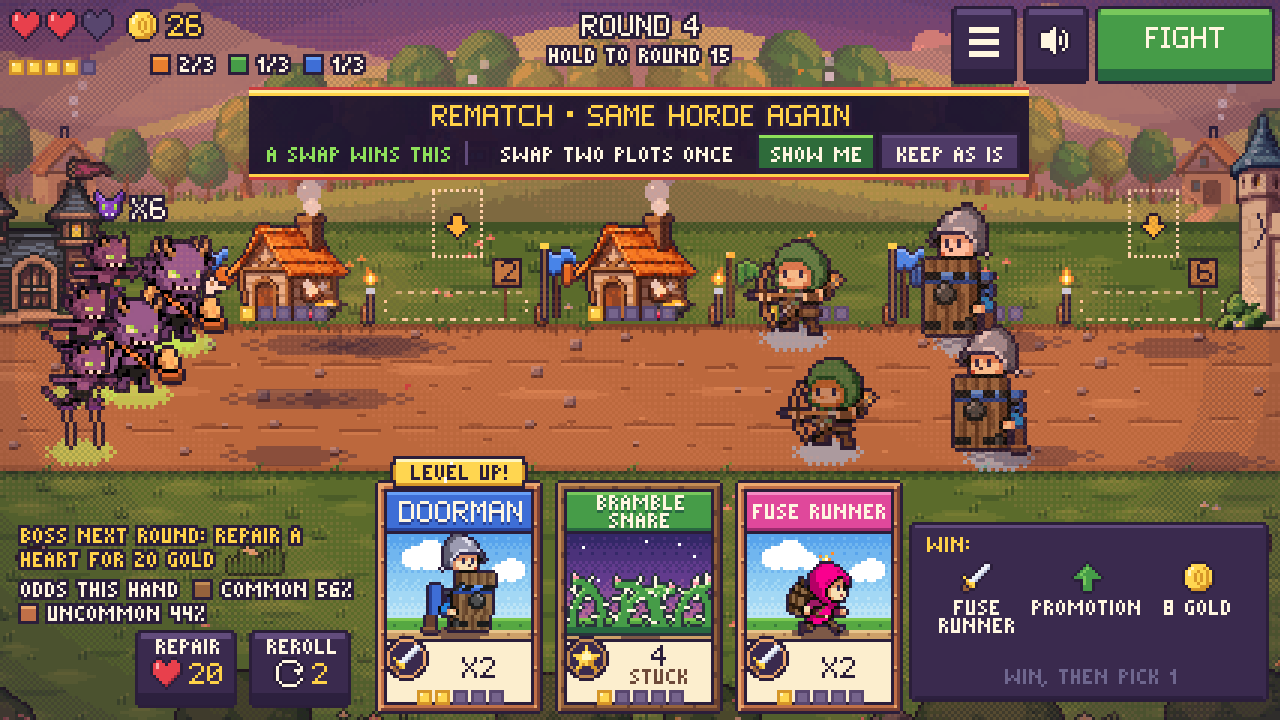 26
2/3 1/3 1/3
ROUND 4
HOLD TO ROUND 15
FIGHT
REMATCH · SAME HORDE AGAIN
A SWAP WINS THIS | SWAP TWO PLOTS ONCE
SHOW ME
KEEP AS IS
X6
2
6
BOSS NEXT ROUND: REPAIR A
HEART FOR 20 GOLD
ODDS THIS HAND COMMON 56%
UNCOMMON 44%
REPAIR
20
REROLL
2
LEVEL UP!
DOORMAN
X2
BRAMBLE
SNARE
4
STUCK
FUSE RUNNER
X2
WIN:
FUSE
RUNNER
PROMOTION
8 GOLD
WIN, THEN PICK 1